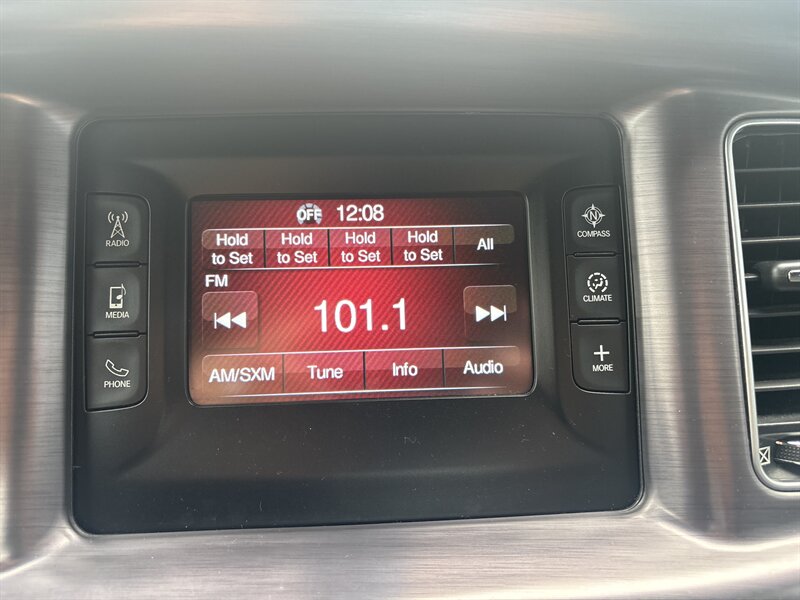 OFF 12:08
Hold to Set
Hold to Set
Hold to Set
Hold to Set
All
FM
101.1
AM/SXM Tune Info Audio
RADIO
MEDIA
PHONE
COMPASS
N
CLIMATE
MORE